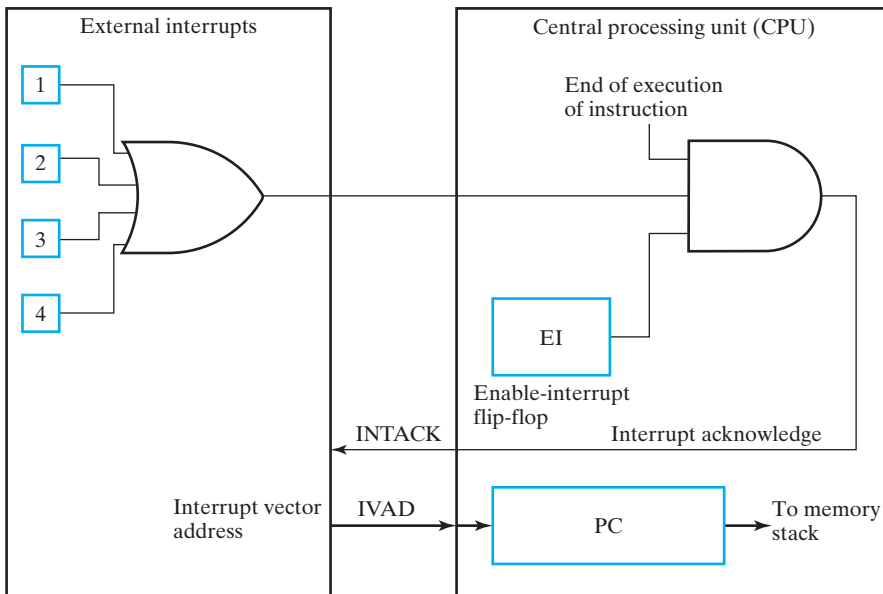 External interrupts
Central processing unit (CPU)
1
2
3
4
End of execution
of instruction
EI
Enable-interrupt
flip-flop
INTACK
Interrupt acknowledge
Interrupt vector
address
IVAD
PC
To memory
stack